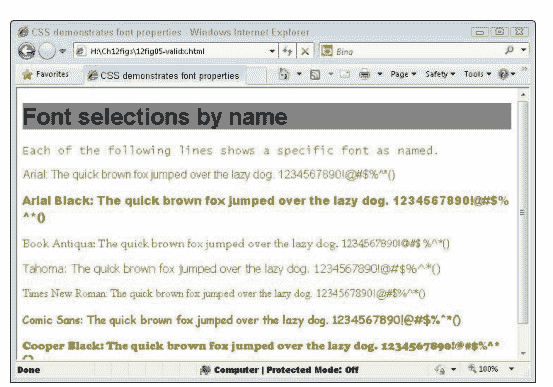 CSS demonstrates font properties - Windows Internet Explorer
H:\Ch12figs\12fig05-validx.html
Bing
Favorites CSS demonstrates font properties Page Safety Tools
Font selections by name
Each of the following lines shows a specific font as named.
Arial: The quick brown fox jumped over the lazy dog. 1234567890!@#$%^*()
Arial Black: The quick brown fox jumped over the lazy dog. 1234567890!@#$%
^*()
Book Antiqua: The quick brown fox jumped over the lazy dog. 1234567890!@#$ %^*()
Tahoma: The quick brown fox jumped over the lazy dog. 1234567890!@#$%^*()
Times New Roman: The quick brown fox jumped over the lazy dog. 1234567890!@#$%^*()
Comic Sans: The quick brown fox jumped over the lazy dog. 1234567890!@#$%^*()
Cooper Black: The quick brown fox jumped over the lazy dog. 1234567890!@#$%^*
()
Done Computer | Protected Mode: Off 100%